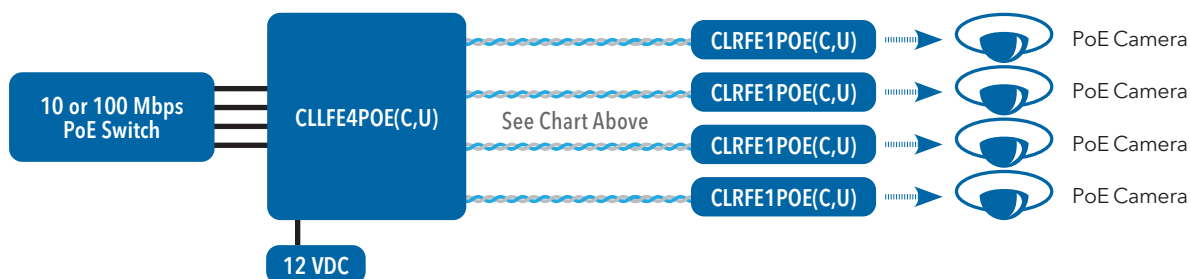 10 or 100 Mbps
PoE Switch
CLLFE4POE(C,U)
12 VDC
See Chart Above
CLRFE1POE(C,U)
PoE Camera
CLRFE1POE(C,U)
PoE Camera
CLRFE1POE(C,U)
PoE Camera
CLRFE1POE(C,U)
PoE Camera